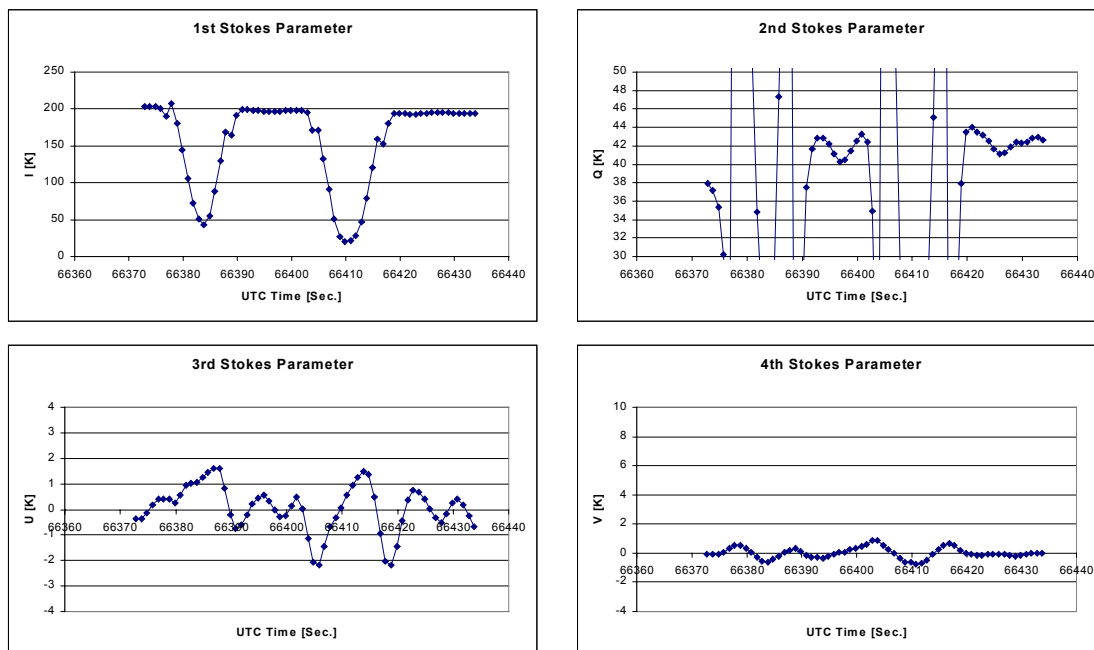 1st Stokes Parameter
I [K]
250
200
150
100
50
0
66360 66370 66380 66390 66400 66410 66420 66430 66440
UTC Time [Sec.]
2nd Stokes Parameter
Q [K]
50
48
46
44
42
40
38
36
34
32
30
66360 66370 66380 66390 66400 66410 66420 66430 66440
UTC Time [Sec.]
3rd Stokes Parameter
U [K]
4
3
2
1
0
-1
-2
-3
-4
66360 66370 66380 66390 66400 66410 66420 66430 66440
UTC Time [Sec.]
4th Stokes Parameter
V [K]
10
8
6
4
2
0
-2
-4
66360 66370 66380 66390 66400 66410 66420 66430 66440
UTC Time [Sec.]